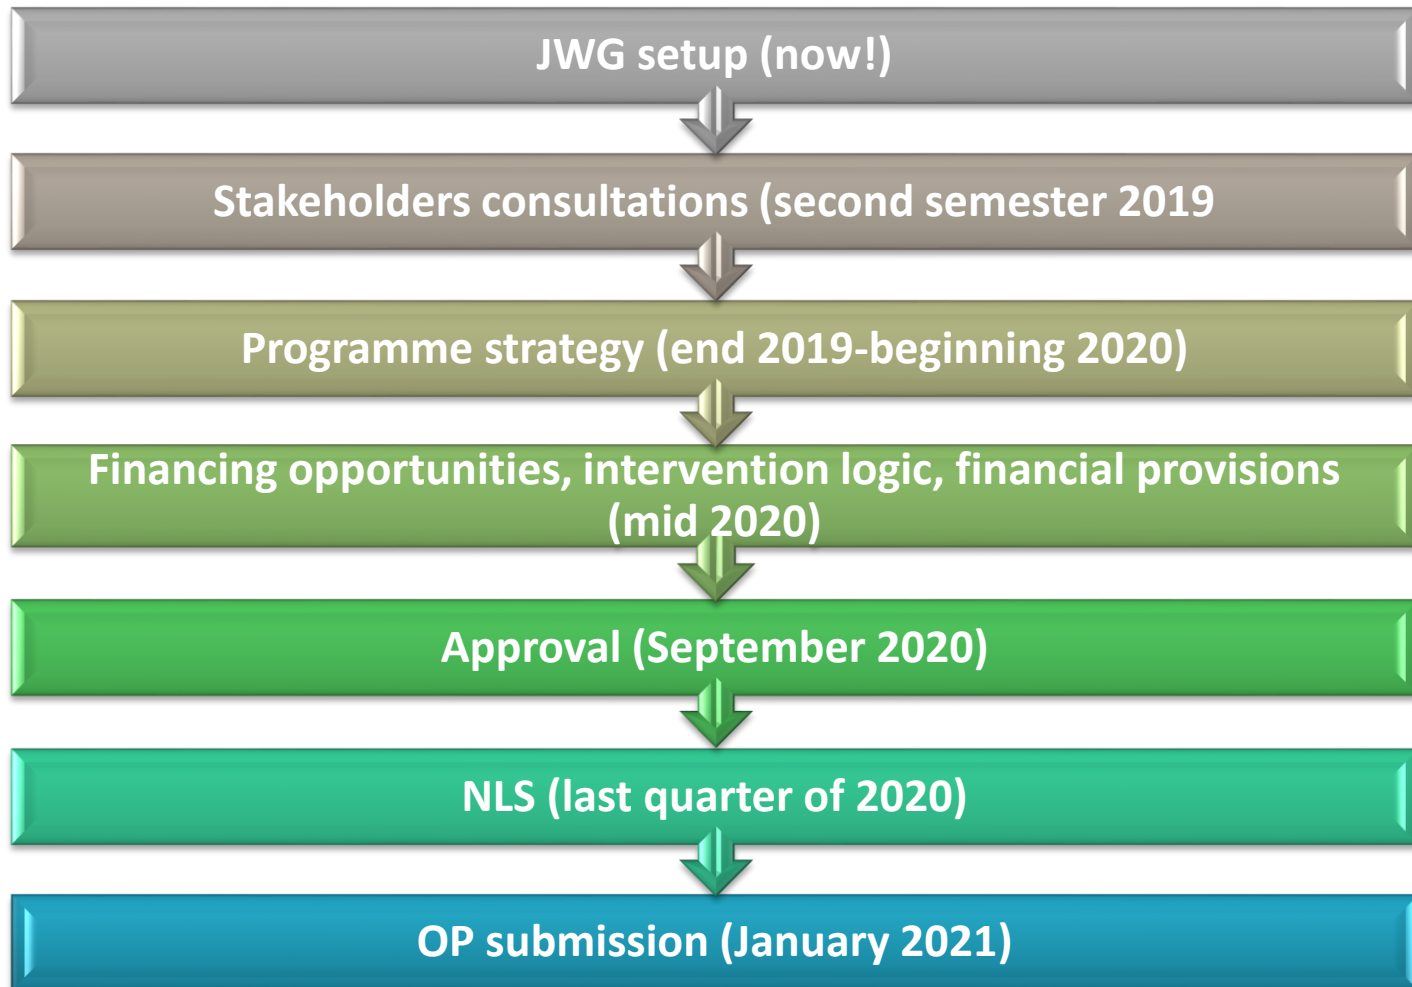 JWG setup (now!)
Stakeholders consultations (second semester 2019
Programme strategy (end 2019-beginning 2020)
Financing opportunities, intervention logic, financial provisions
(mid 2020)
Approval (September 2020)
NLS (last quarter of 2020)
OP submission (January 2021)